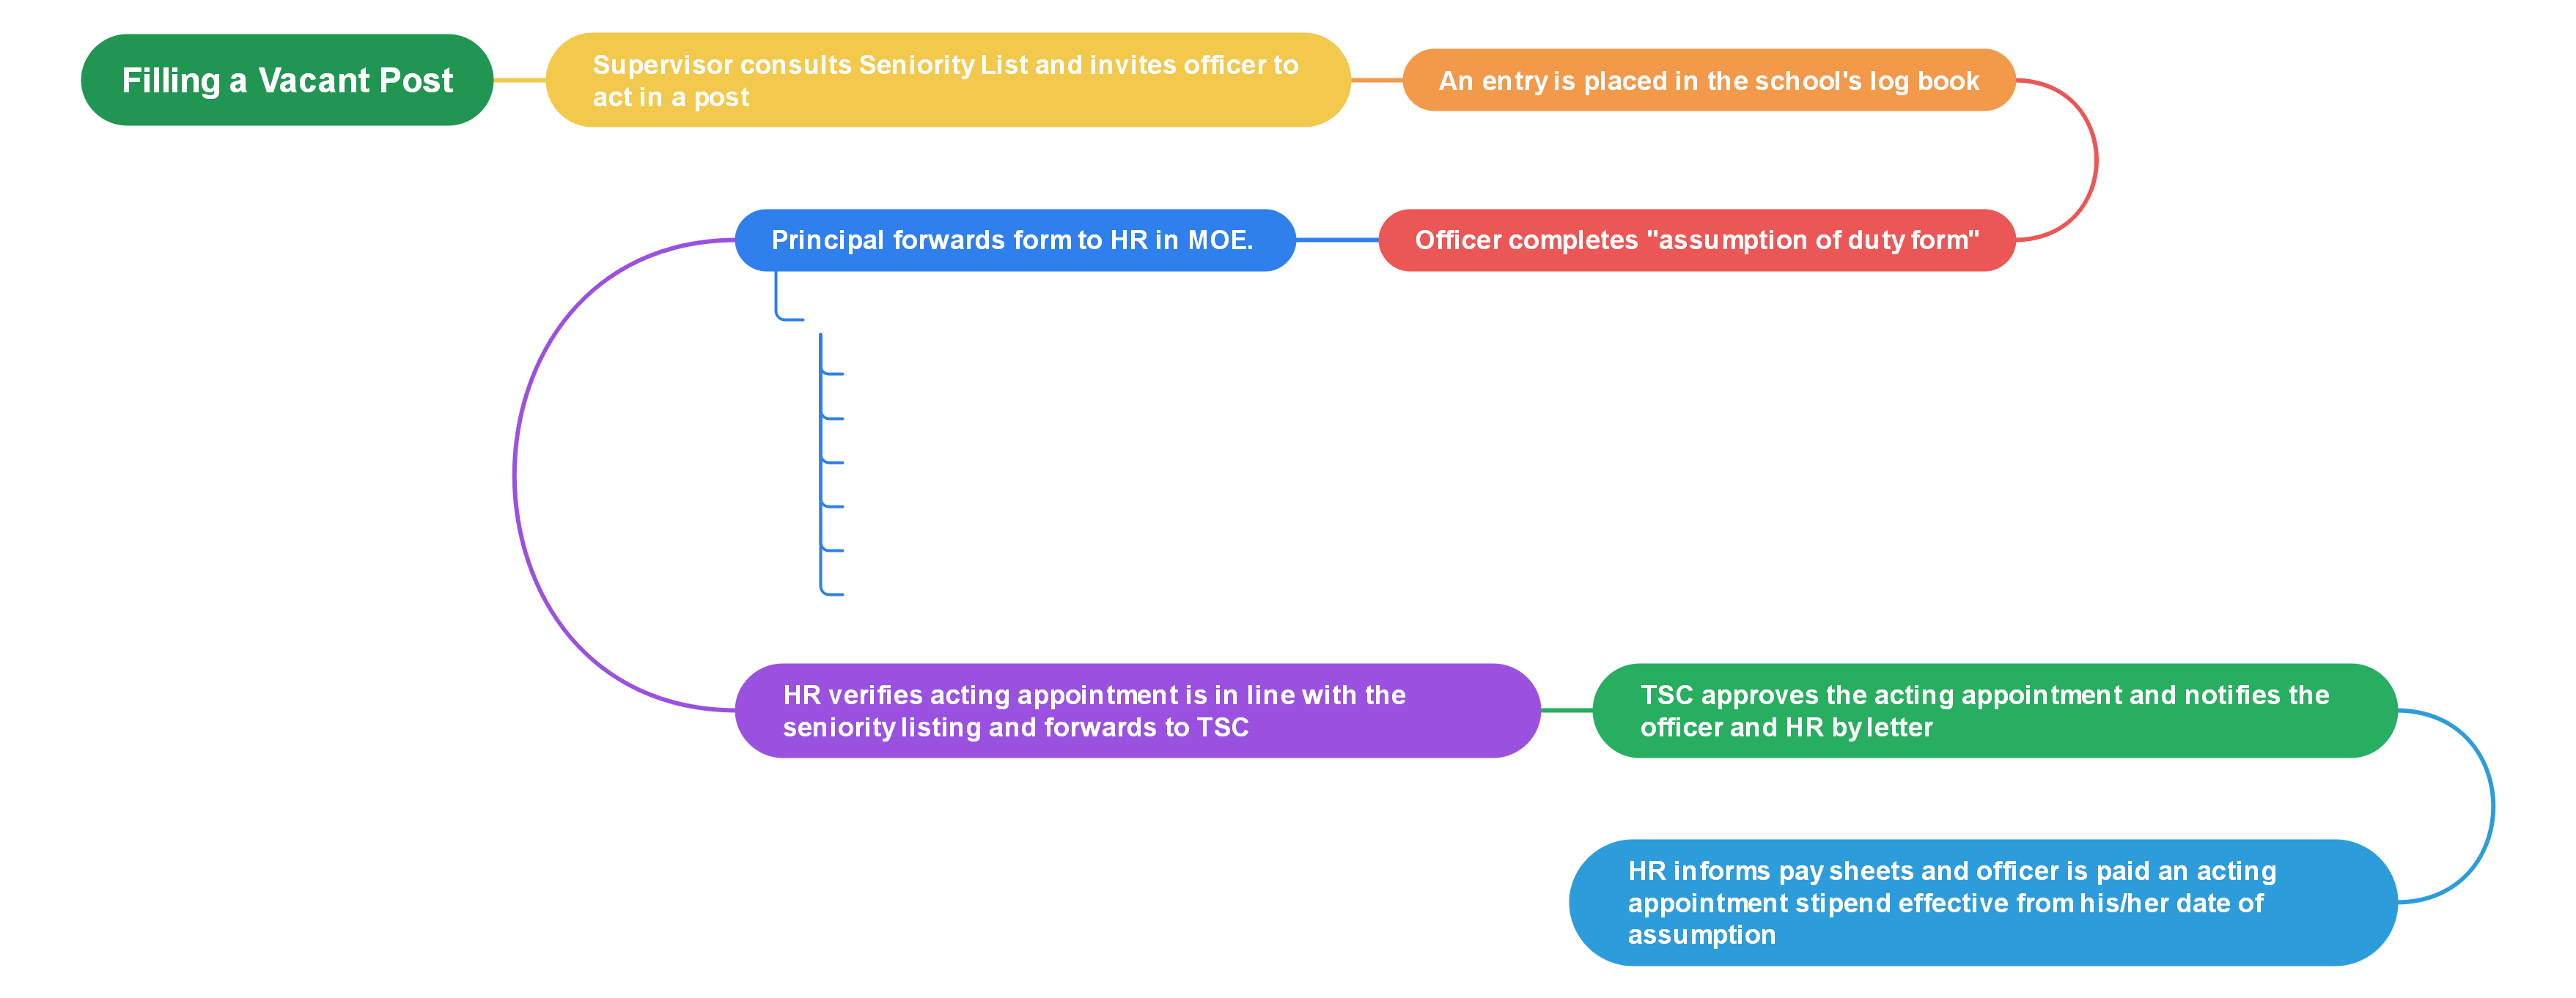 Filling a Vacant Post
Supervisor consults Seniority List and invites officer to
act in a post
An entry is placed in the school's log book
Officer completes "assumption of duty form"
Principal forwards form to HR in MOE.
HR verifies acting appointment is in line with the
seniority listing and forwards to TSC
TSC approves the acting appointment and notifies the
officer and HR by letter
HR informs pay sheets and officer is paid an acting
appointment stipend effective from his/her date of
assumption